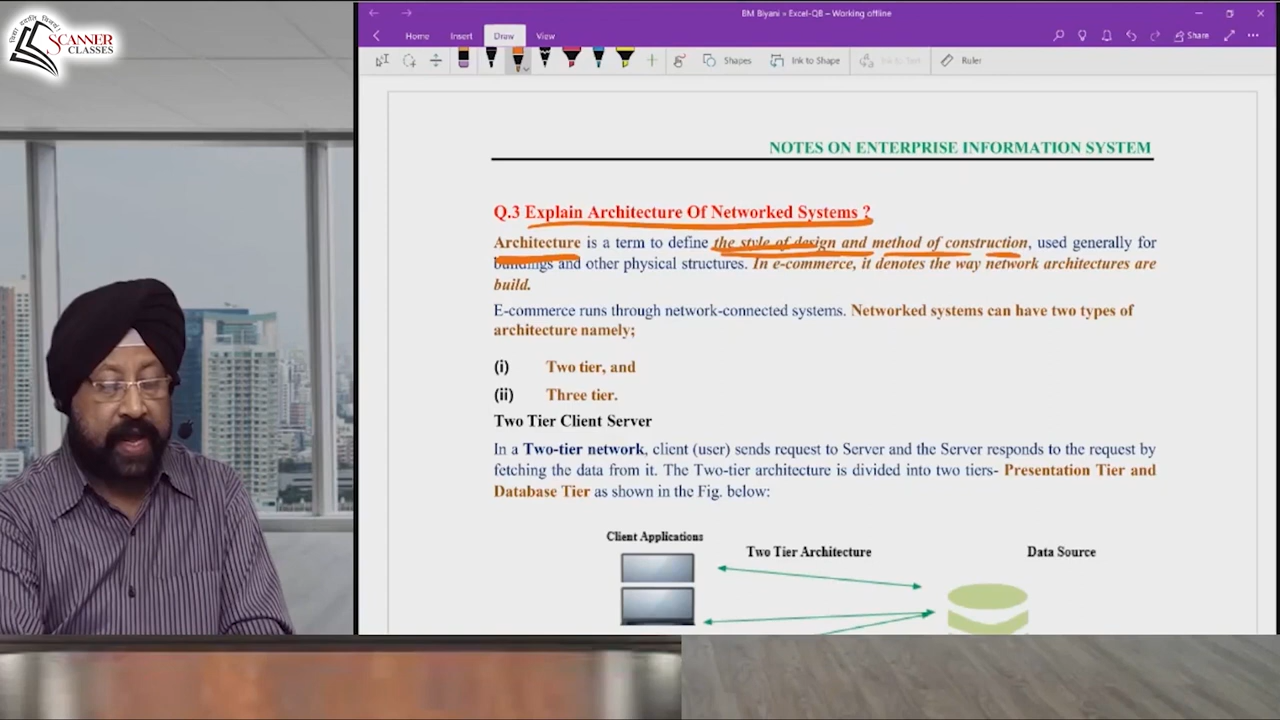 SCANNER
CLASSES
BM Biyani » Excel-QB – Working offline
Home Insert Draw View
Share
Shapes Ink to Shape Ink to Text Ruler
NOTES ON ENTERPRISE INFORMATION SYSTEM
Q.3 Explain Architecture Of Networked Systems ?
Architecture is a term to define the style of design and method of construction, used generally for
buildings and other physical structures. In e-commerce, it denotes the way network architectures are
build.
E-commerce runs through network-connected systems. Networked systems can have two types of
architecture namely;
(i) Two tier, and
(ii) Three tier.
Two Tier Client Server
In a Two-tier network, client (user) sends request to Server and the Server responds to the request by
fetching the data from it. The Two-tier architecture is divided into two tiers- Presentation Tier and
Database Tier as shown in the Fig. below:
Client Applications
Two Tier Architecture
Data Source